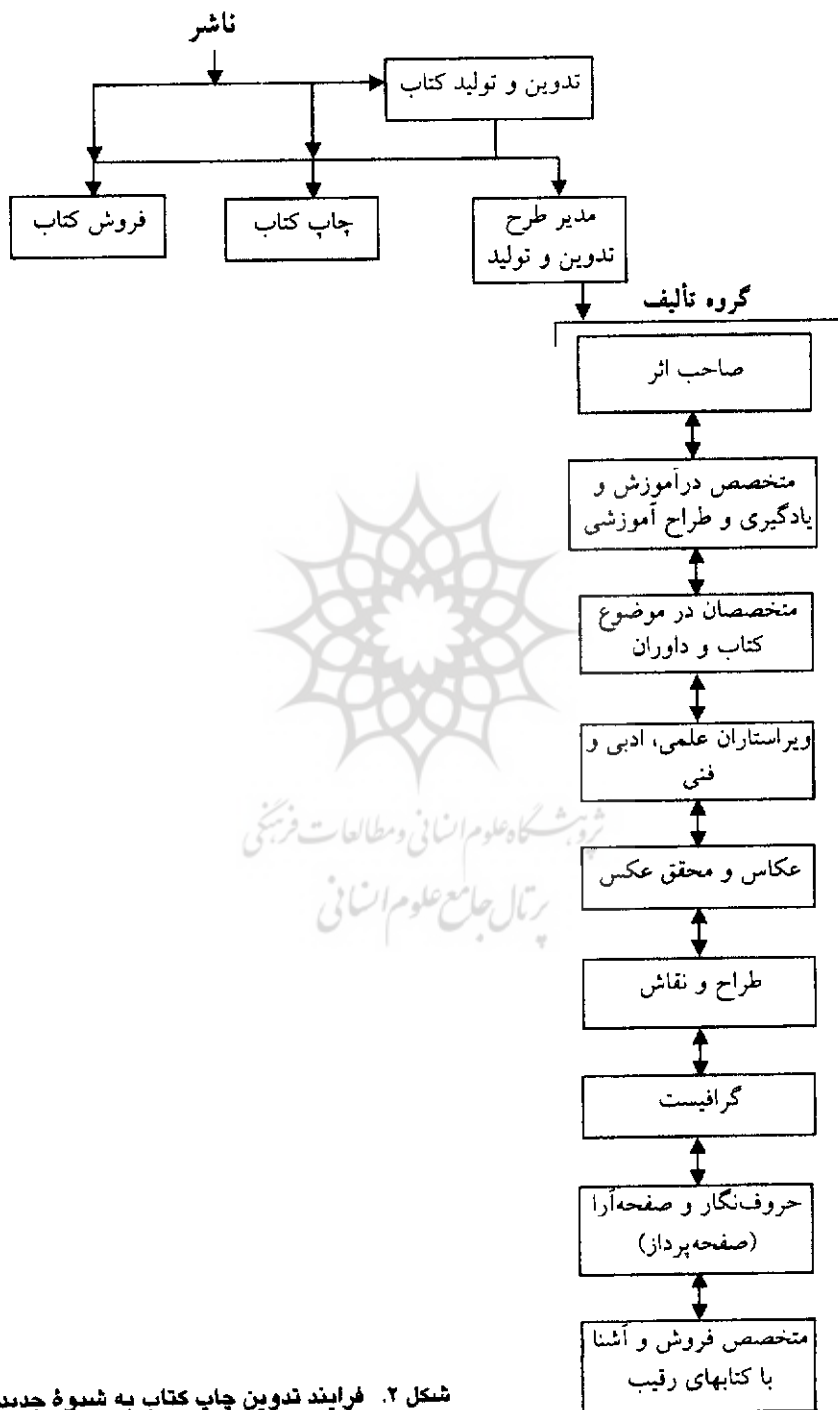 ناشر
تدوین و تولید کتاب
فروش کتاب
چاپ کتاب
مدیر طرح
تدوین و تولید
گروه تألیف
صاحب اثر
متخصص درآموزش و
یادگیری و طراح آموزشی
متخصصان در موضوع
کتاب و داوران
ویراستاران علمی، ادبی و
فنی
پژوهشگاه علوم انسانی و مطالعات فرهنگی
عکاس و محقق عکس
پرتال جامع علوم انسانی
طراح و نقاش
گرافیست
حروف‌نگار و صفحه‌آرا
(صفحه‌پرداز)
متخصص فروش و آشنا
با کتابهای رقیب
شکل ۲. فرایند تدوین چاپ کتاب به شیوۀ جدید